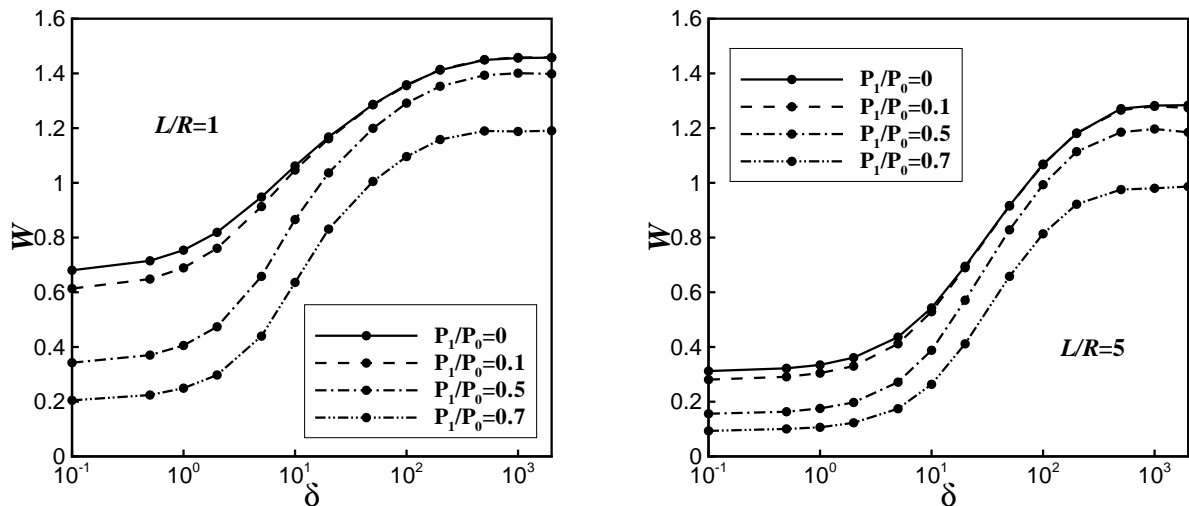 1.6
1.4
1.2
1
0.8
0.6
0.4
0.2
0
W
L/R=1
P₁/P₀=0
P₁/P₀=0.1
P₁/P₀=0.5
P₁/P₀=0.7
10⁻¹ 10⁰ 10¹ 10² 10³
δ
1.6
1.4
1.2
1
0.8
0.6
0.4
0.2
0
W
P₁/P₀=0
P₁/P₀=0.1
P₁/P₀=0.5
P₁/P₀=0.7
L/R=5
10⁻¹ 10⁰ 10¹ 10² 10³
δ